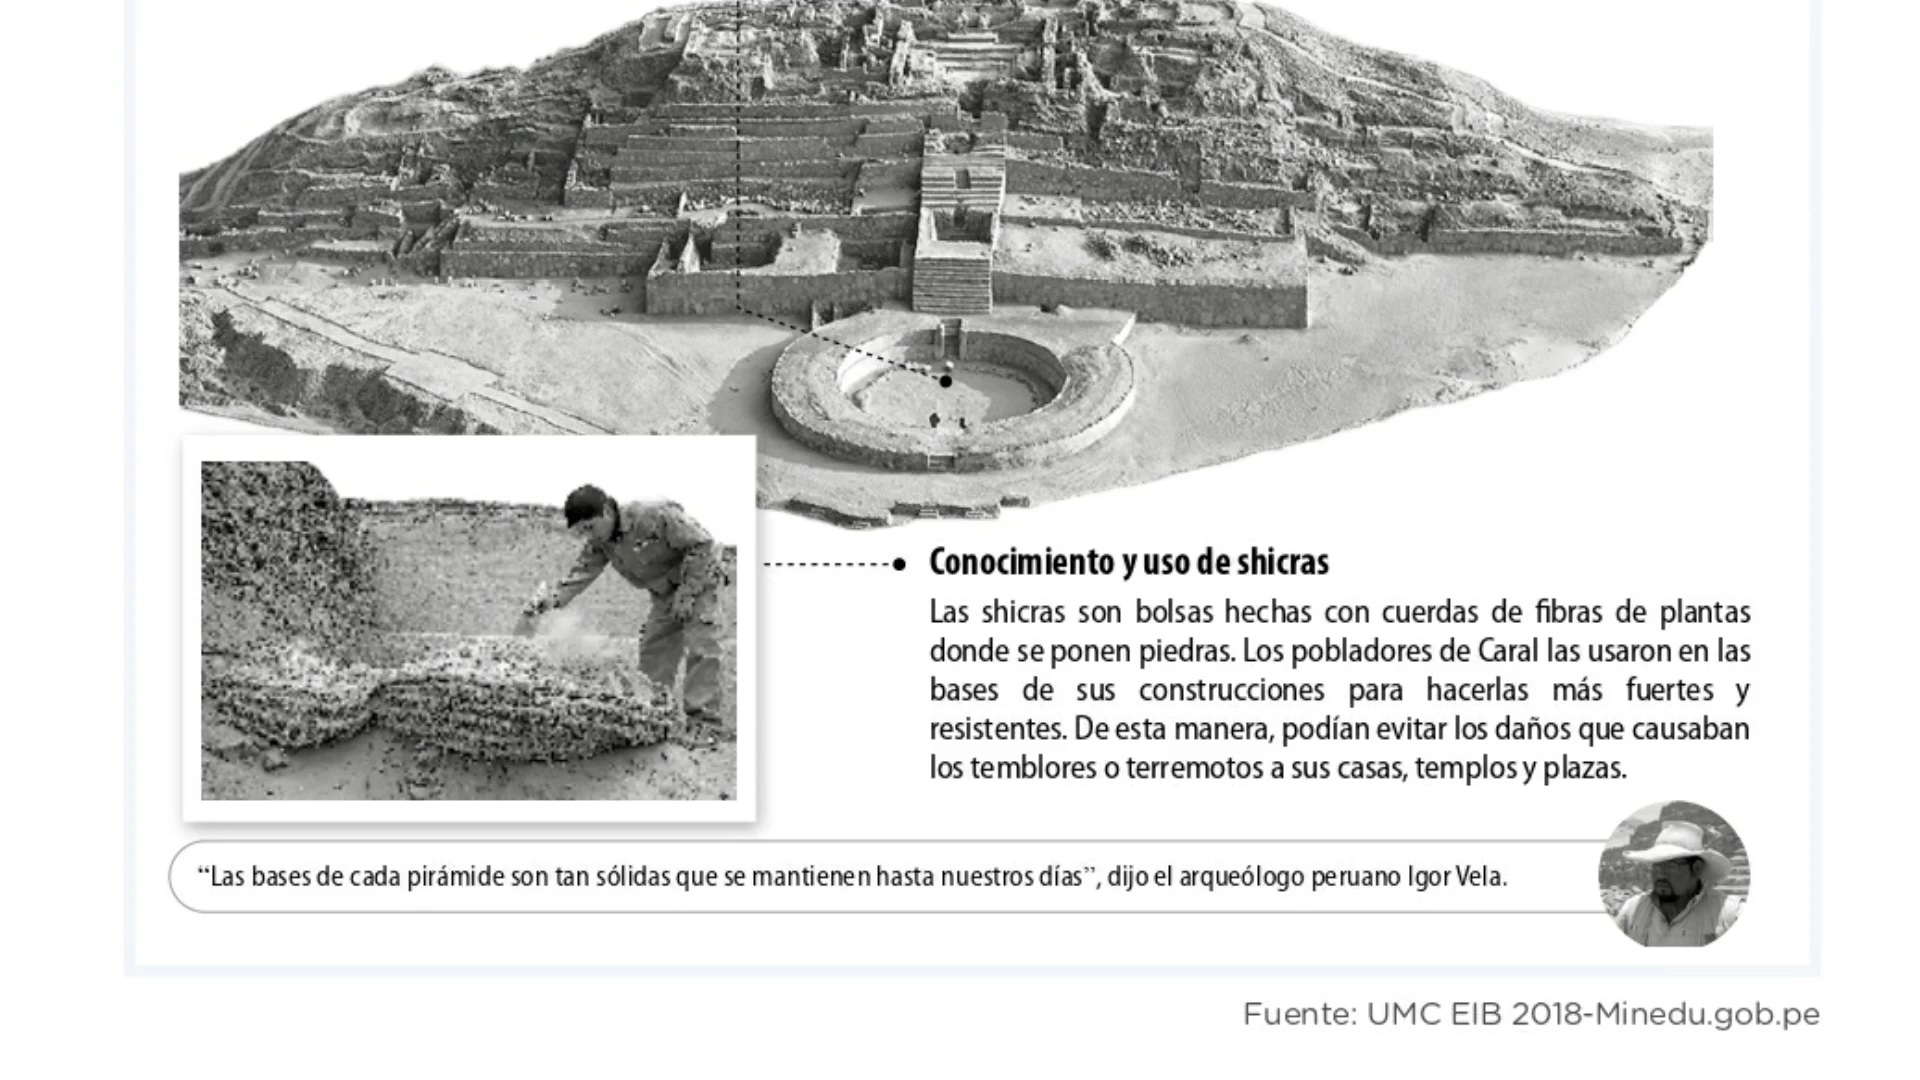 Conocimiento y uso de shicras
Las shicras son bolsas hechas con cuerdas de fibras de plantas
donde se ponen piedras. Los pobladores de Caral las usaron en las
bases de sus construcciones para hacerlas más fuertes y
resistentes. De esta manera, podían evitar los daños que causaban
los temblores o terremotos a sus casas, templos y plazas.
“Las bases de cada pirámide son tan sólidas que se mantienen hasta nuestros días”, dijo el arqueólogo peruano Igor Vela.
Fuente: UMC EIB 2018-Minedu.gob.pe